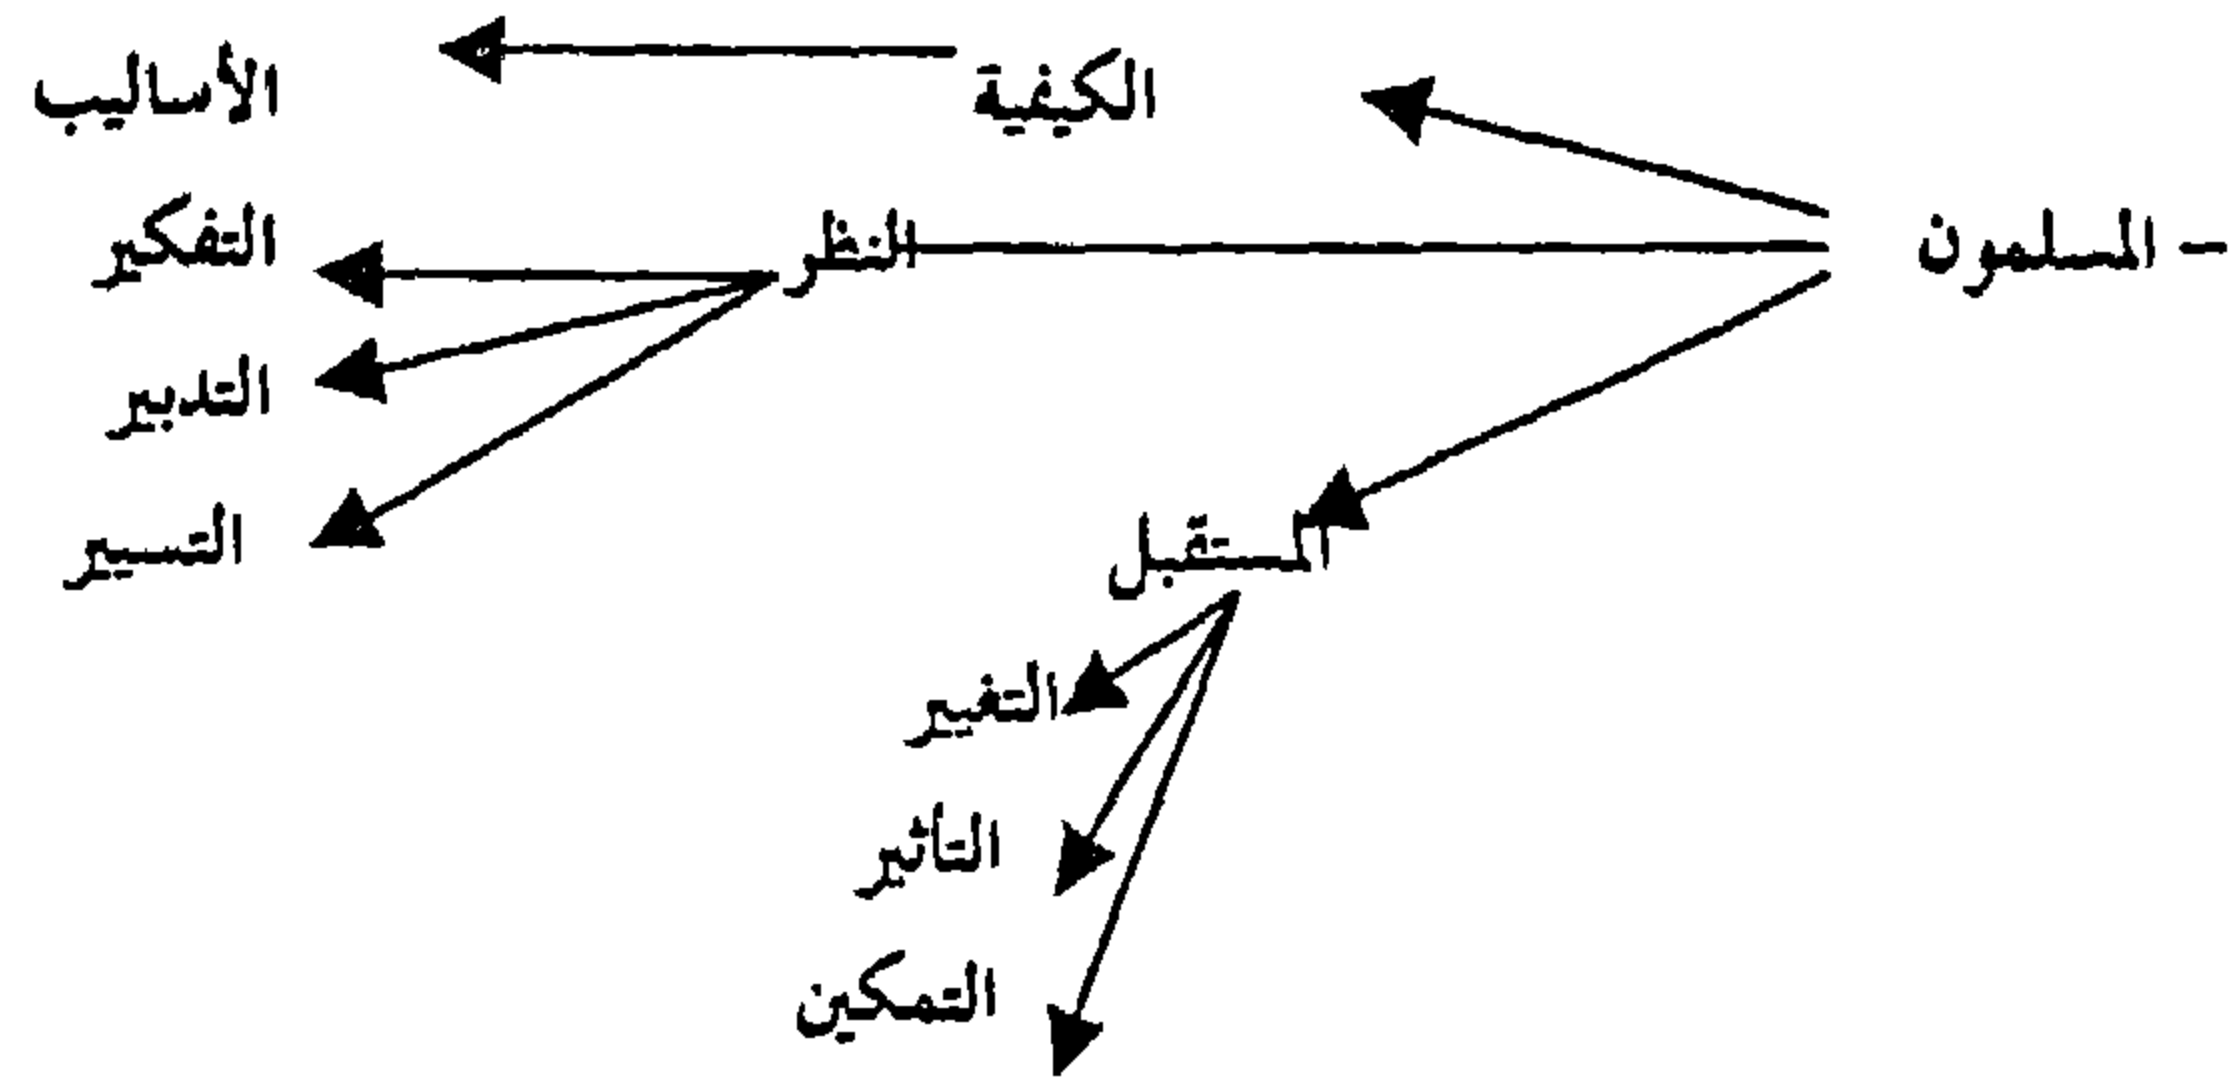 الكيفية الأساليب
- المسلمون النظر التفكير
التدبير
المستقبل التسيير
التغيير
التأثير
التمكين